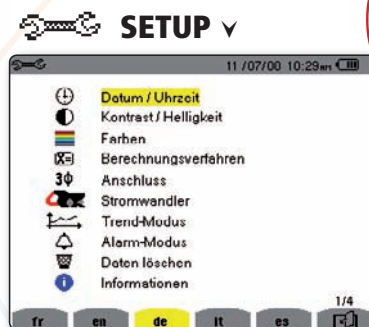 SETUP
11/07/00 10:29am
Datum / Uhrzeit
Kontrast / Helligkeit
Farben
[X=] Berechnungsverfahren
3Φ Anschluss
Stromwandler
Trend-Modus
Alarm-Modus
Daten löschen
i Informationen
1/4
fr en de it es